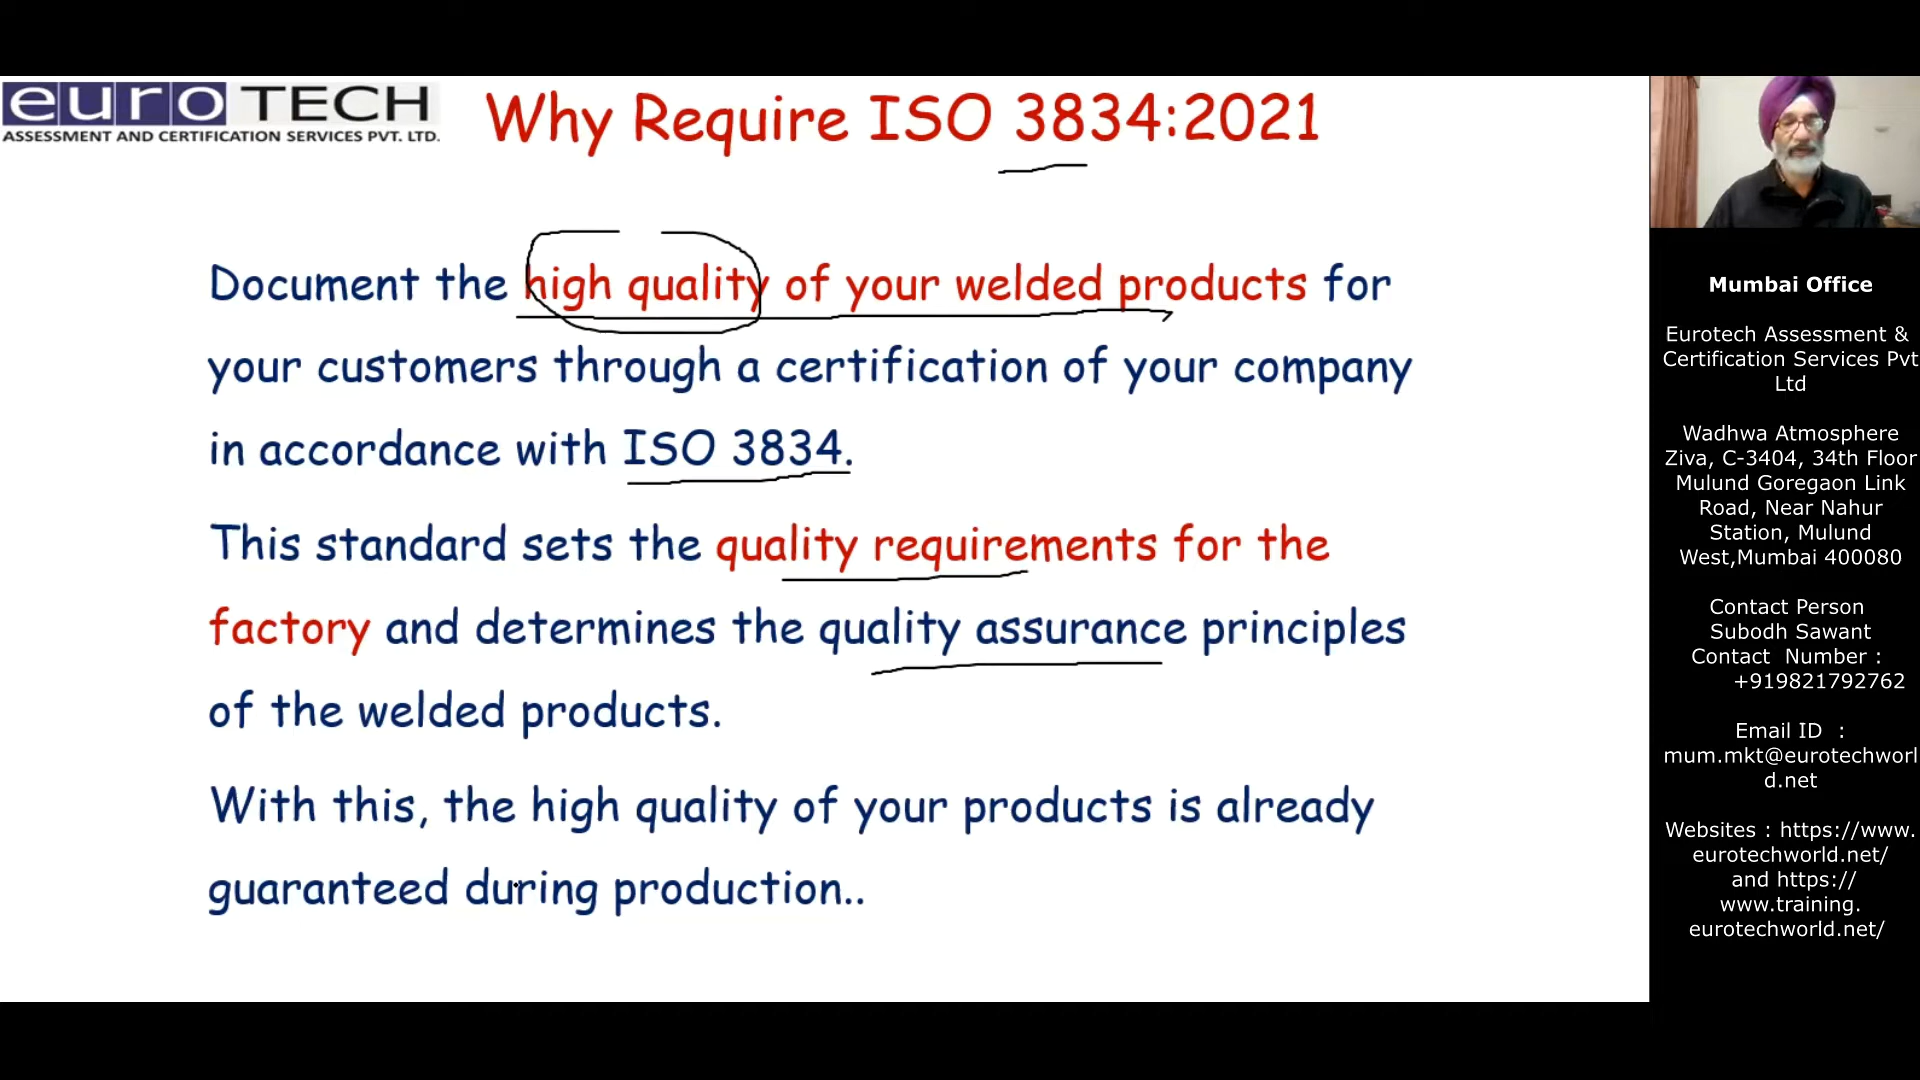 euro TECH
ASSESSMENT AND CERTIFICATION SERVICES PVT. LTD.
Why Require ISO 3834:2021
Document the high quality of your welded products for
your customers through a certification of your company
in accordance with ISO 3834.
This standard sets the quality requirements for the
factory and determines the quality assurance principles
of the welded products.
With this, the high quality of your products is already
guaranteed during production..
Mumbai Office
Eurotech Assessment &
Certification Services Pvt
Ltd
Wadhwa Atmosphere
Ziva, C-3404, 34th Floor
Mulund Goregaon Link
Road, Near Nahur
Station, Mulund
West,Mumbai 400080
Contact Person
Subodh Sawant
Contact Number :
+919821792762
Email ID :
mum.mkt@eurotechworl
d.net
Websites : https://www.
eurotechworld.net/
and https://
www.training.
eurotechworld.net/